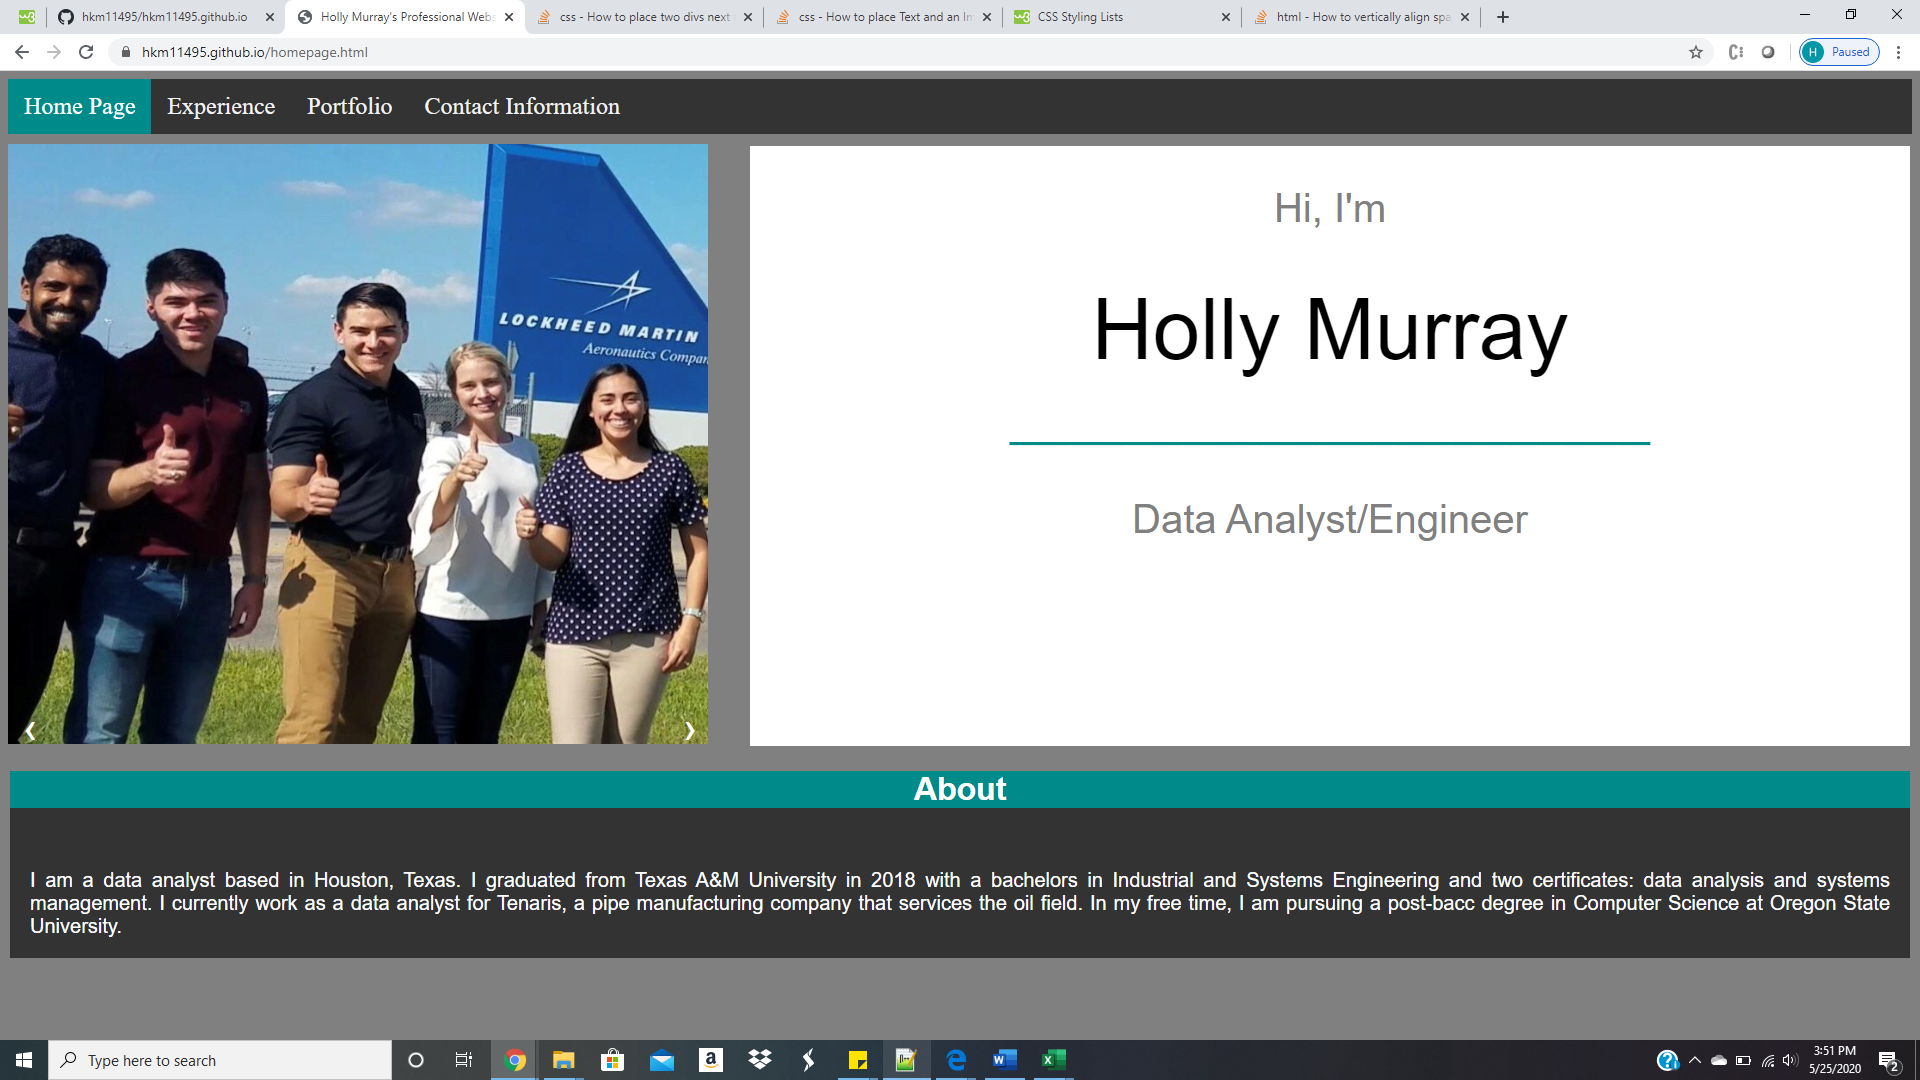 hkm11495/hkm11495.github.io
Holly Murray's Professional Webs
css - How to place two divs next
css - How to place Text and an Im
CSS Styling Lists
html - How to vertically align spa
hkm11495.github.io/homepage.html
H Paused
Home Page Experience Portfolio Contact Information
LOCKHEED MARTIN
Aeronautics Compan
Hi, I'm
Holly Murray
Data Analyst/Engineer
About
I am a data analyst based in Houston, Texas. I graduated from Texas A&M University in 2018 with a bachelors in Industrial and Systems Engineering and two certificates: data analysis and systems
management. I currently work as a data analyst for Tenaris, a pipe manufacturing company that services the oil field. In my free time, I am pursuing a post-bacc degree in Computer Science at Oregon State
University.
Type here to search
3:51 PM
5/25/2020
2